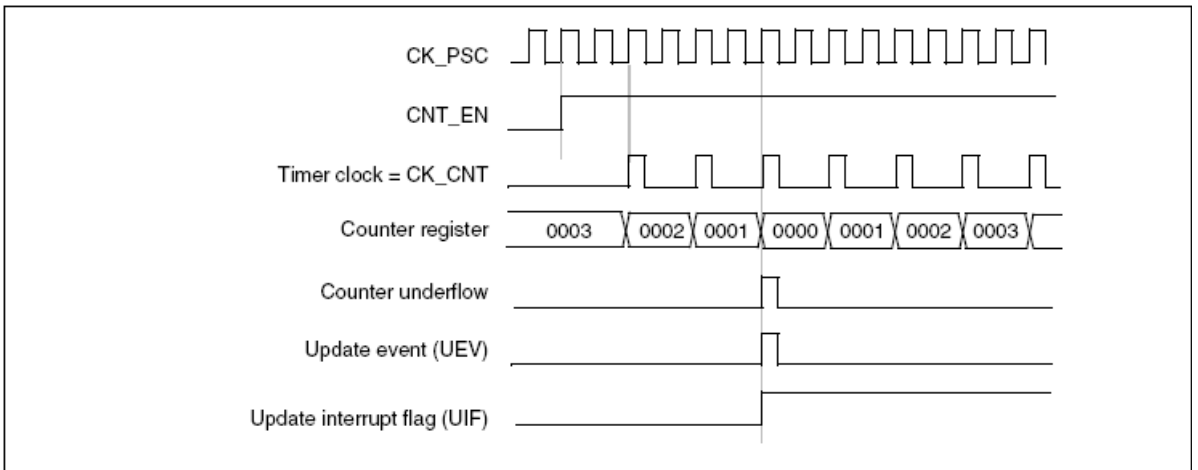 CK_PSC
CNT_EN
Timer clock = CK_CNT
Counter register 0003 0002 0001 0000 0001 0002 0003
Counter underflow
Update event (UEV)
Update interrupt flag (UIF)